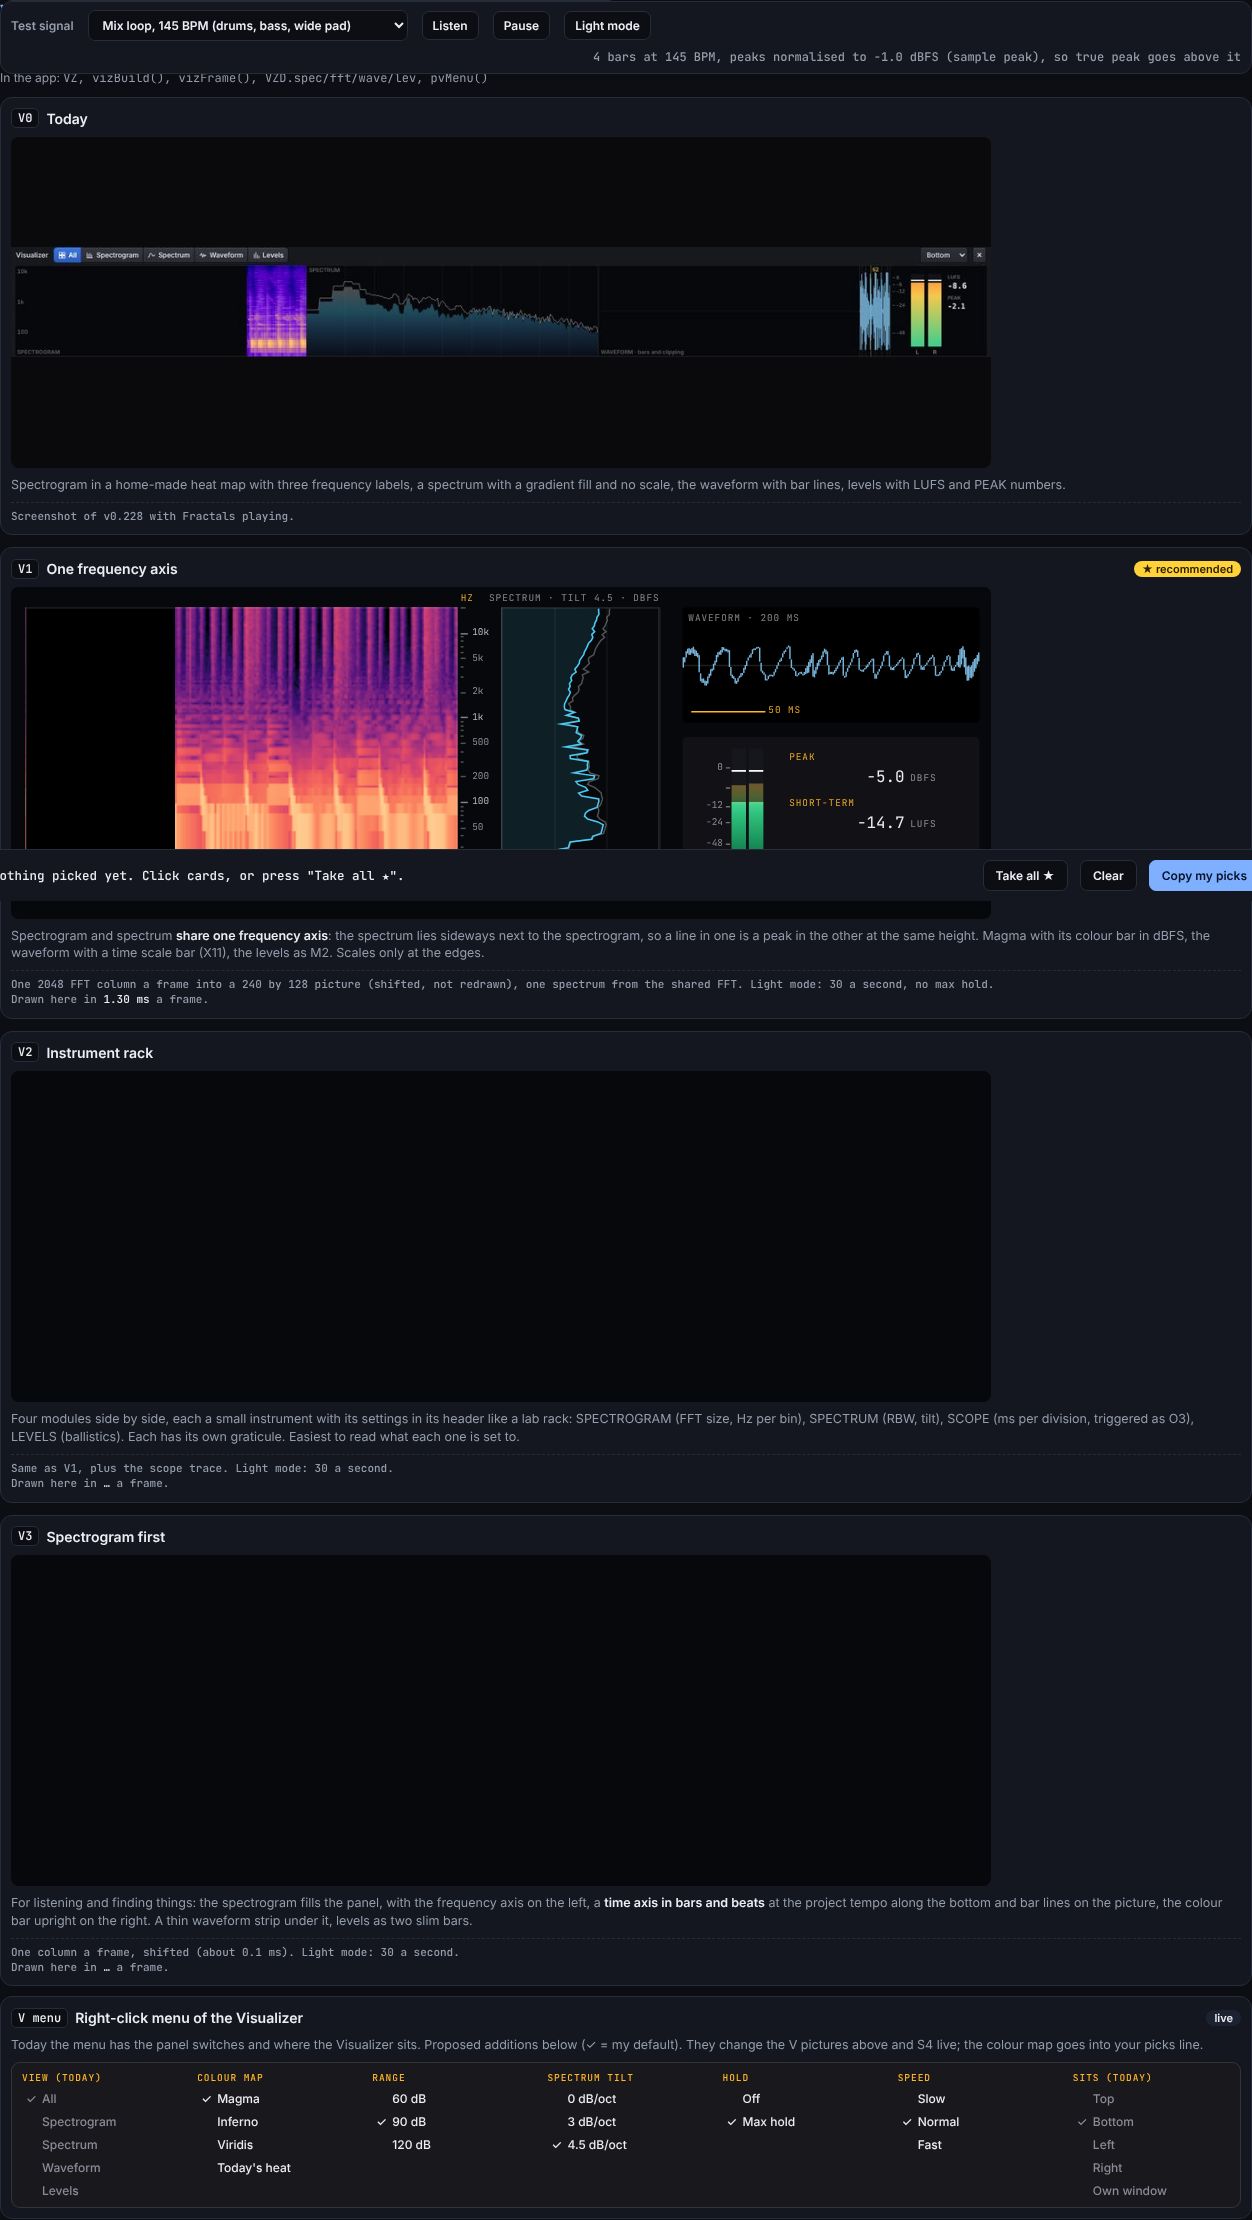 Test signal Mix loop, 145 BPM (drums, bass, wide pad) Listen Pause Light mode
4 bars at 145 BPM, peaks normalised to -1.0 dBFS (sample peak), so true peak goes above it
In the app: VZ, vizBuild(), vizFrame(), VZD.spec/fft/wave/lev, pvMenu()
V0 Today
Visualizer All Spectrogram Spectrum Waveform Levels Bottom ×
10k
1k
100
SPECTROGRAM
SPECTRUM
WAVEFORM · bars and clipping
62
-12
-24
-48
L R
LUFS
-8.6
PEAK
-2.1
Spectrogram in a home-made heat map with three frequency labels, a spectrum with a gradient fill and no scale, the waveform with bar lines, levels with LUFS and PEAK numbers.
Screenshot of v0.228 with Fractals playing.
V1 One frequency axis ★ recommended
HZ SPECTRUM · TILT 4.5 · DBFS
10k
5k
2k
1k
500
200
100
50
WAVEFORM · 200 MS
50 MS
0
-12
-24
-48
PEAK
-5.0 DBFS
SHORT-TERM
-14.7 LUFS
othing picked yet. Click cards, or press "Take all ★". Take all ★ Clear Copy my picks
Spectrogram and spectrum share one frequency axis: the spectrum lies sideways next to the spectrogram, so a line in one is a peak in the other at the same height. Magma with its colour bar in dBFS, the
waveform with a time scale bar (X11), the levels as M2. Scales only at the edges.
One 2048 FFT column a frame into a 240 by 128 picture (shifted, not redrawn), one spectrum from the shared FFT. Light mode: 30 a second, no max hold.
Drawn here in 1.30 ms a frame.
V2 Instrument rack
Four modules side by side, each a small instrument with its settings in its header like a lab rack: SPECTROGRAM (FFT size, Hz per bin), SPECTRUM (RBW, tilt), SCOPE (ms per division, triggered as O3),
LEVELS (ballistics). Each has its own graticule. Easiest to read what each one is set to.
Same as V1, plus the scope trace. Light mode: 30 a second.
Drawn here in … a frame.
V3 Spectrogram first
For listening and finding things: the spectrogram fills the panel, with the frequency axis on the left, a time axis in bars and beats at the project tempo along the bottom and bar lines on the picture, the colour
bar upright on the right. A thin waveform strip under it, levels as two slim bars.
One column a frame, shifted (about 0.1 ms). Light mode: 30 a second.
Drawn here in … a frame.
V menu Right-click menu of the Visualizer live
Today the menu has the panel switches and where the Visualizer sits. Proposed additions below (✓ = my default). They change the V pictures above and S4 live; the colour map goes into your picks line.
VIEW (TODAY) COLOUR MAP RANGE SPECTRUM TILT HOLD SPEED SITS (TODAY)
✓ All ✓ Magma 60 dB 0 dB/oct Off Slow Top
Spectrogram Inferno ✓ 90 dB 3 dB/oct ✓ Max hold ✓ Normal ✓ Bottom
Spectrum Viridis 120 dB ✓ 4.5 dB/oct Fast Left
Waveform Today's heat Right
Levels Own window